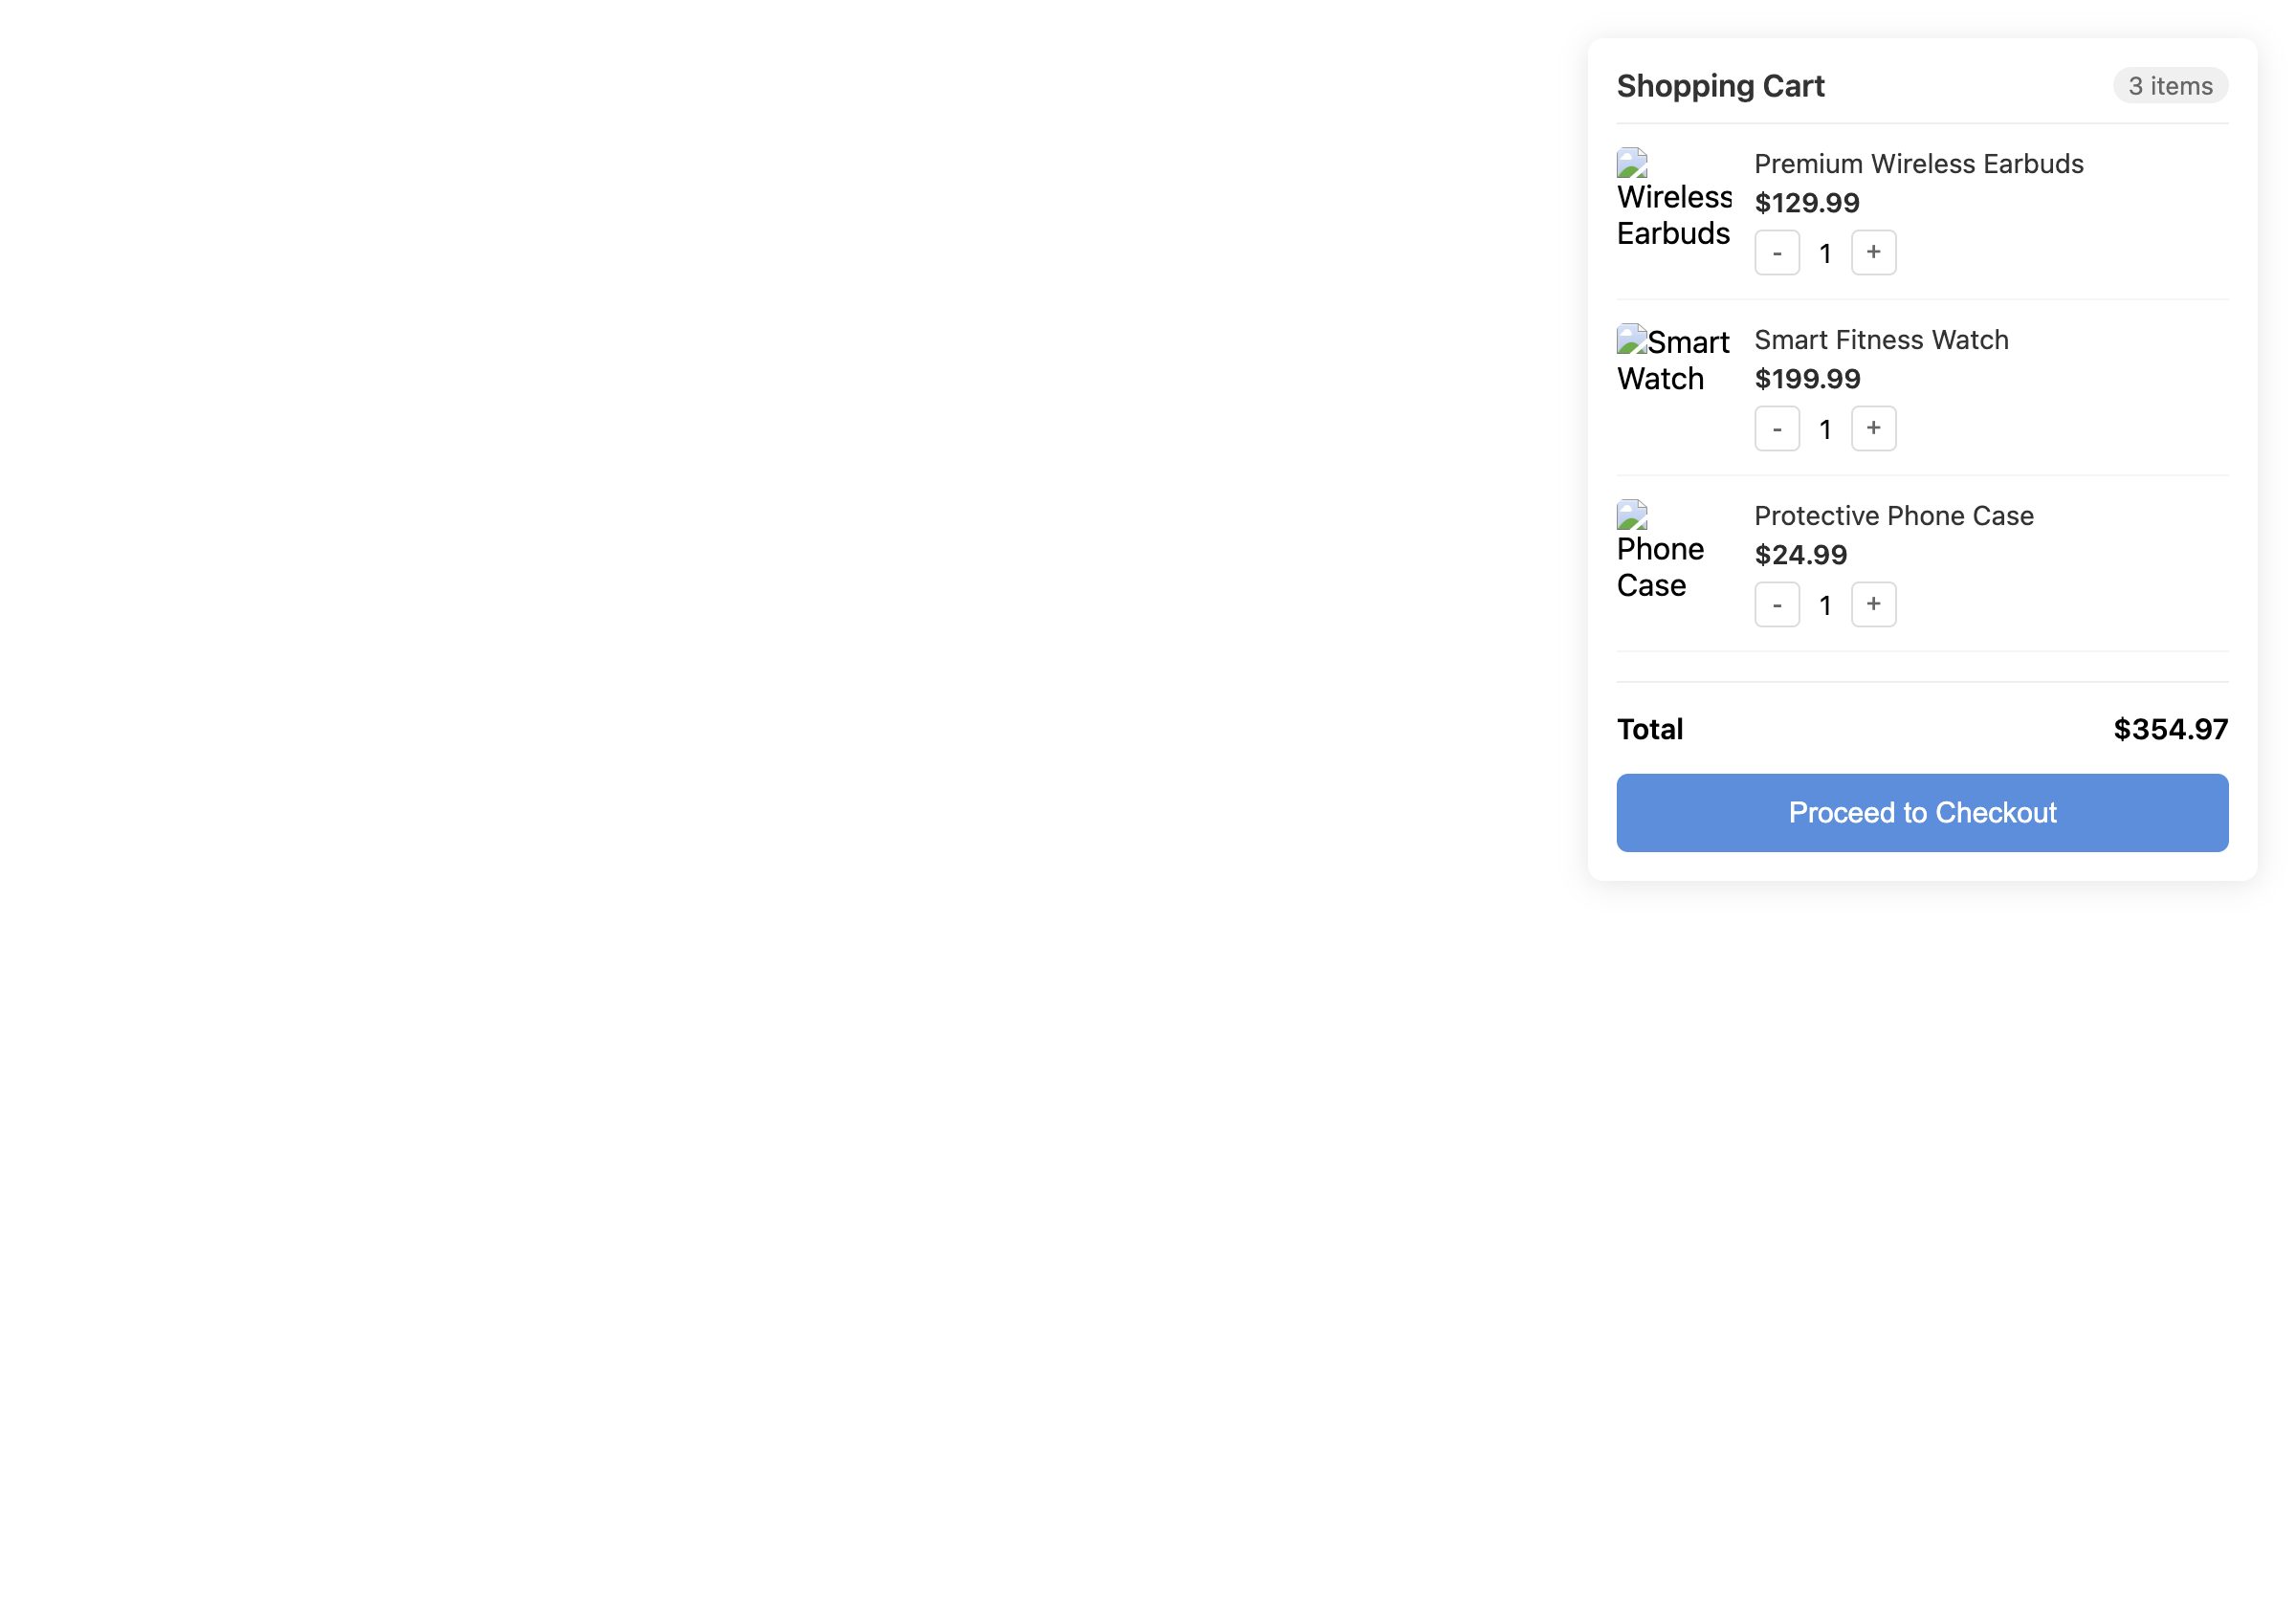 Shopping Cart 3 items
Wireless
Earbuds
Premium Wireless Earbuds
$129.99
- 1 +
Smart
Watch
Smart Fitness Watch
$199.99
- 1 +
Phone
Case
Protective Phone Case
$24.99
- 1 +
Total $354.97
Proceed to Checkout